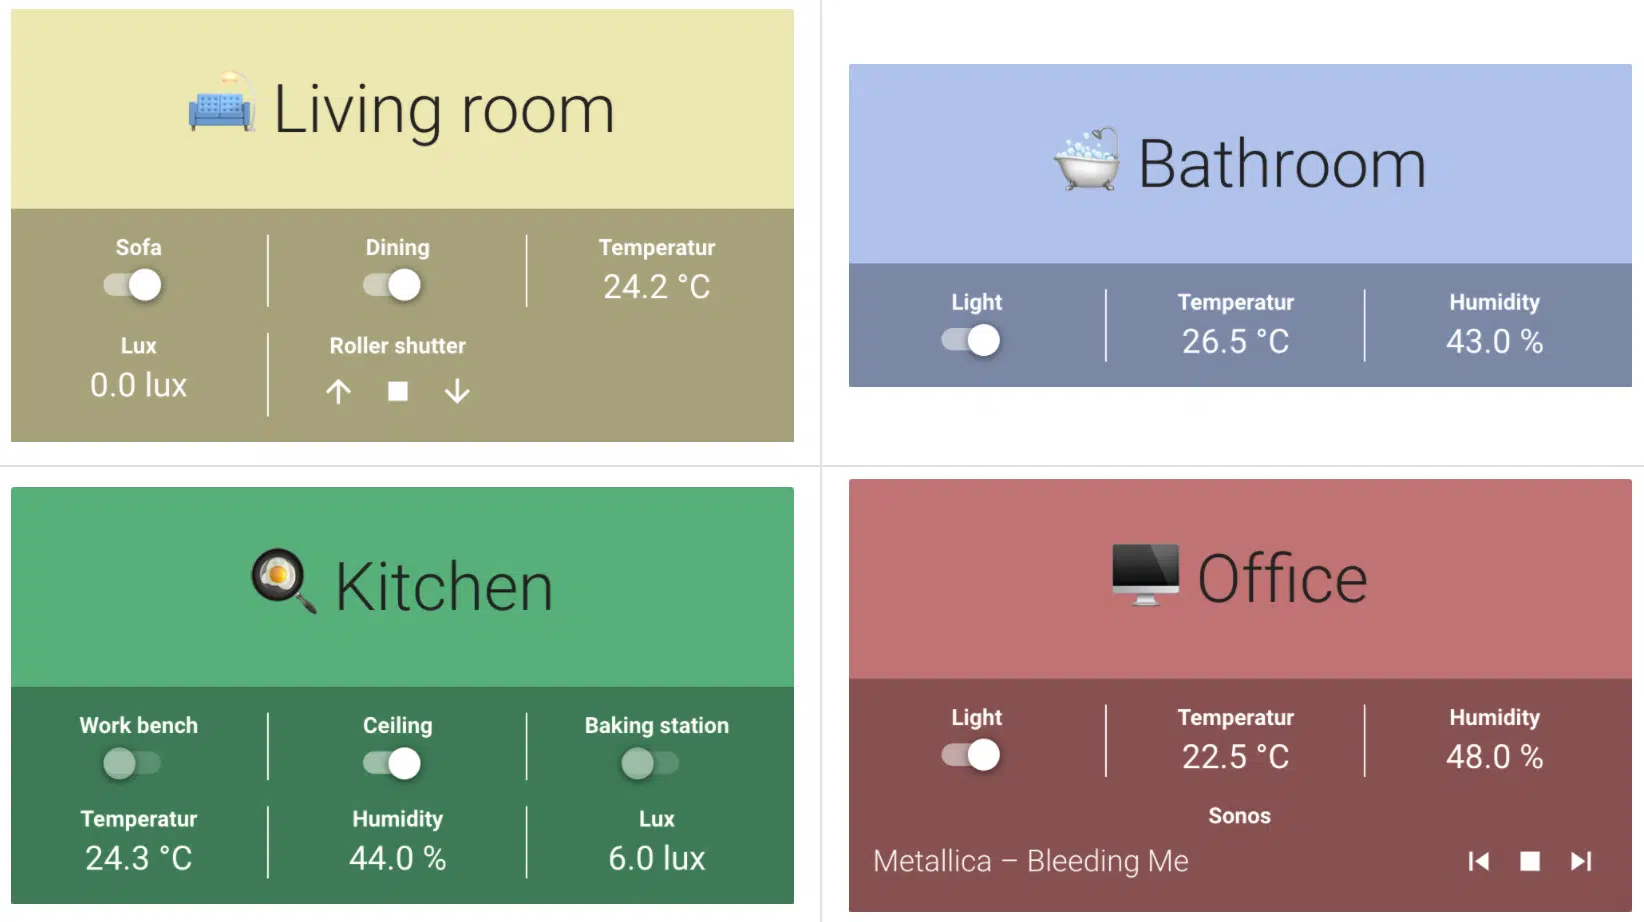 Living room
Sofa
Dining
Temperatur
24.2 °C
Lux
0.0 lux
Roller shutter
Bathroom
Light
Temperatur
26.5 °C
Humidity
43.0 %
Kitchen
Work bench
Ceiling
Baking station
Temperatur
24.3 °C
Humidity
44.0 %
Lux
6.0 lux
Office
Light
Temperatur
22.5 °C
Humidity
48.0 %
Sonos
Metallica – Bleeding Me